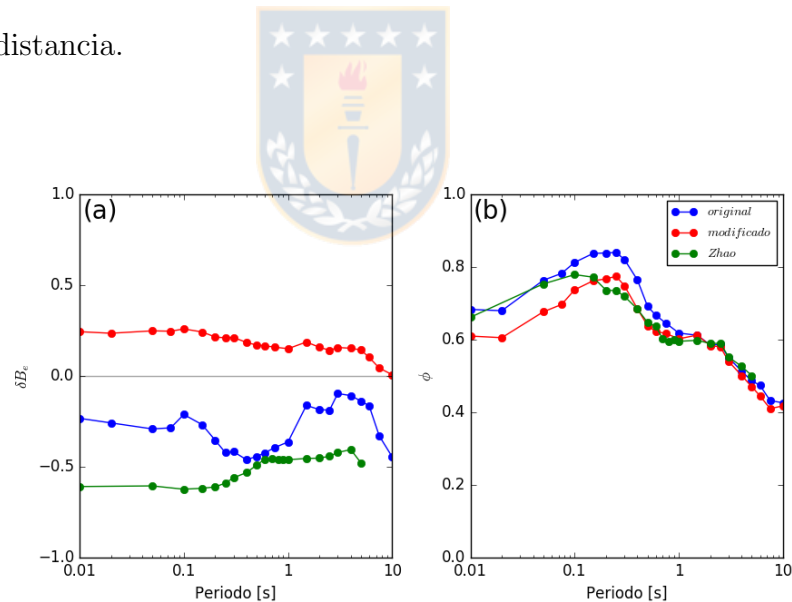 distancia.
(a)
1.0
0.5
0.0
−0.5
−1.0
δBₑ
0.01 0.1 1 10
Periodo [s]
(b)
original
modificado
Zhao
1.0
0.8
0.6
0.4
0.2
0.0
ϕ
0.01 0.1 1 10
Periodo [s]